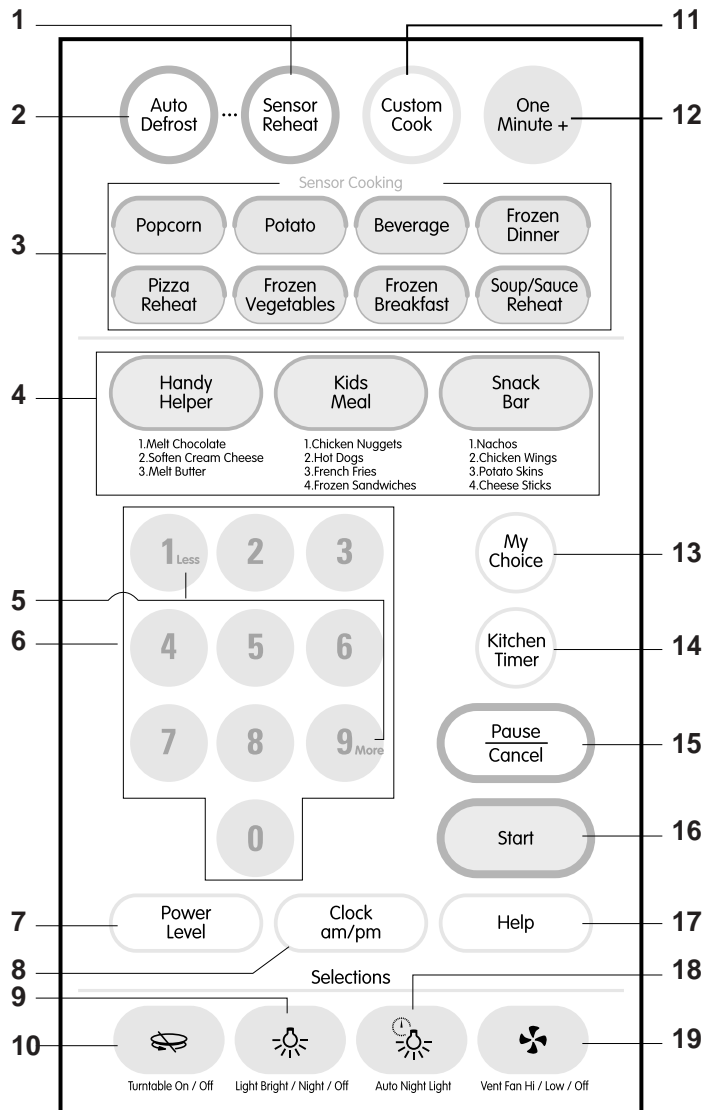 1
11
Auto
Defrost
...
Sensor
Reheat
Custom
Cook
One
Minute +
2
12
Sensor Cooking
Popcorn
Potato
Beverage
Frozen
Dinner
3
Pizza
Reheat
Frozen
Vegetables
Frozen
Breakfast
Soup/Sauce
Reheat
4
Handy
Helper
Kids
Meal
Snack
Bar
1.Melt Chocolate
2.Soften Cream Cheese
3.Melt Butter
1.Chicken Nuggets
2.Hot Dogs
3.French Fries
4.Frozen Sandwiches
1.Nachos
2.Chicken Wings
3.Potato Skins
4.Cheese Sticks
1 Less
2
3
My
Choice
13
5
6
4
5
6
Kitchen
Timer
14
7
8
9 More
Pause
Cancel
15
0
Start
16
7
Power
Level
Clock
am/pm
Help
17
8
Selections
18
9
10
19
Turntable On / Off
Light Bright / Night / Off
Auto Night Light
Vent Fan Hi / Low / Off